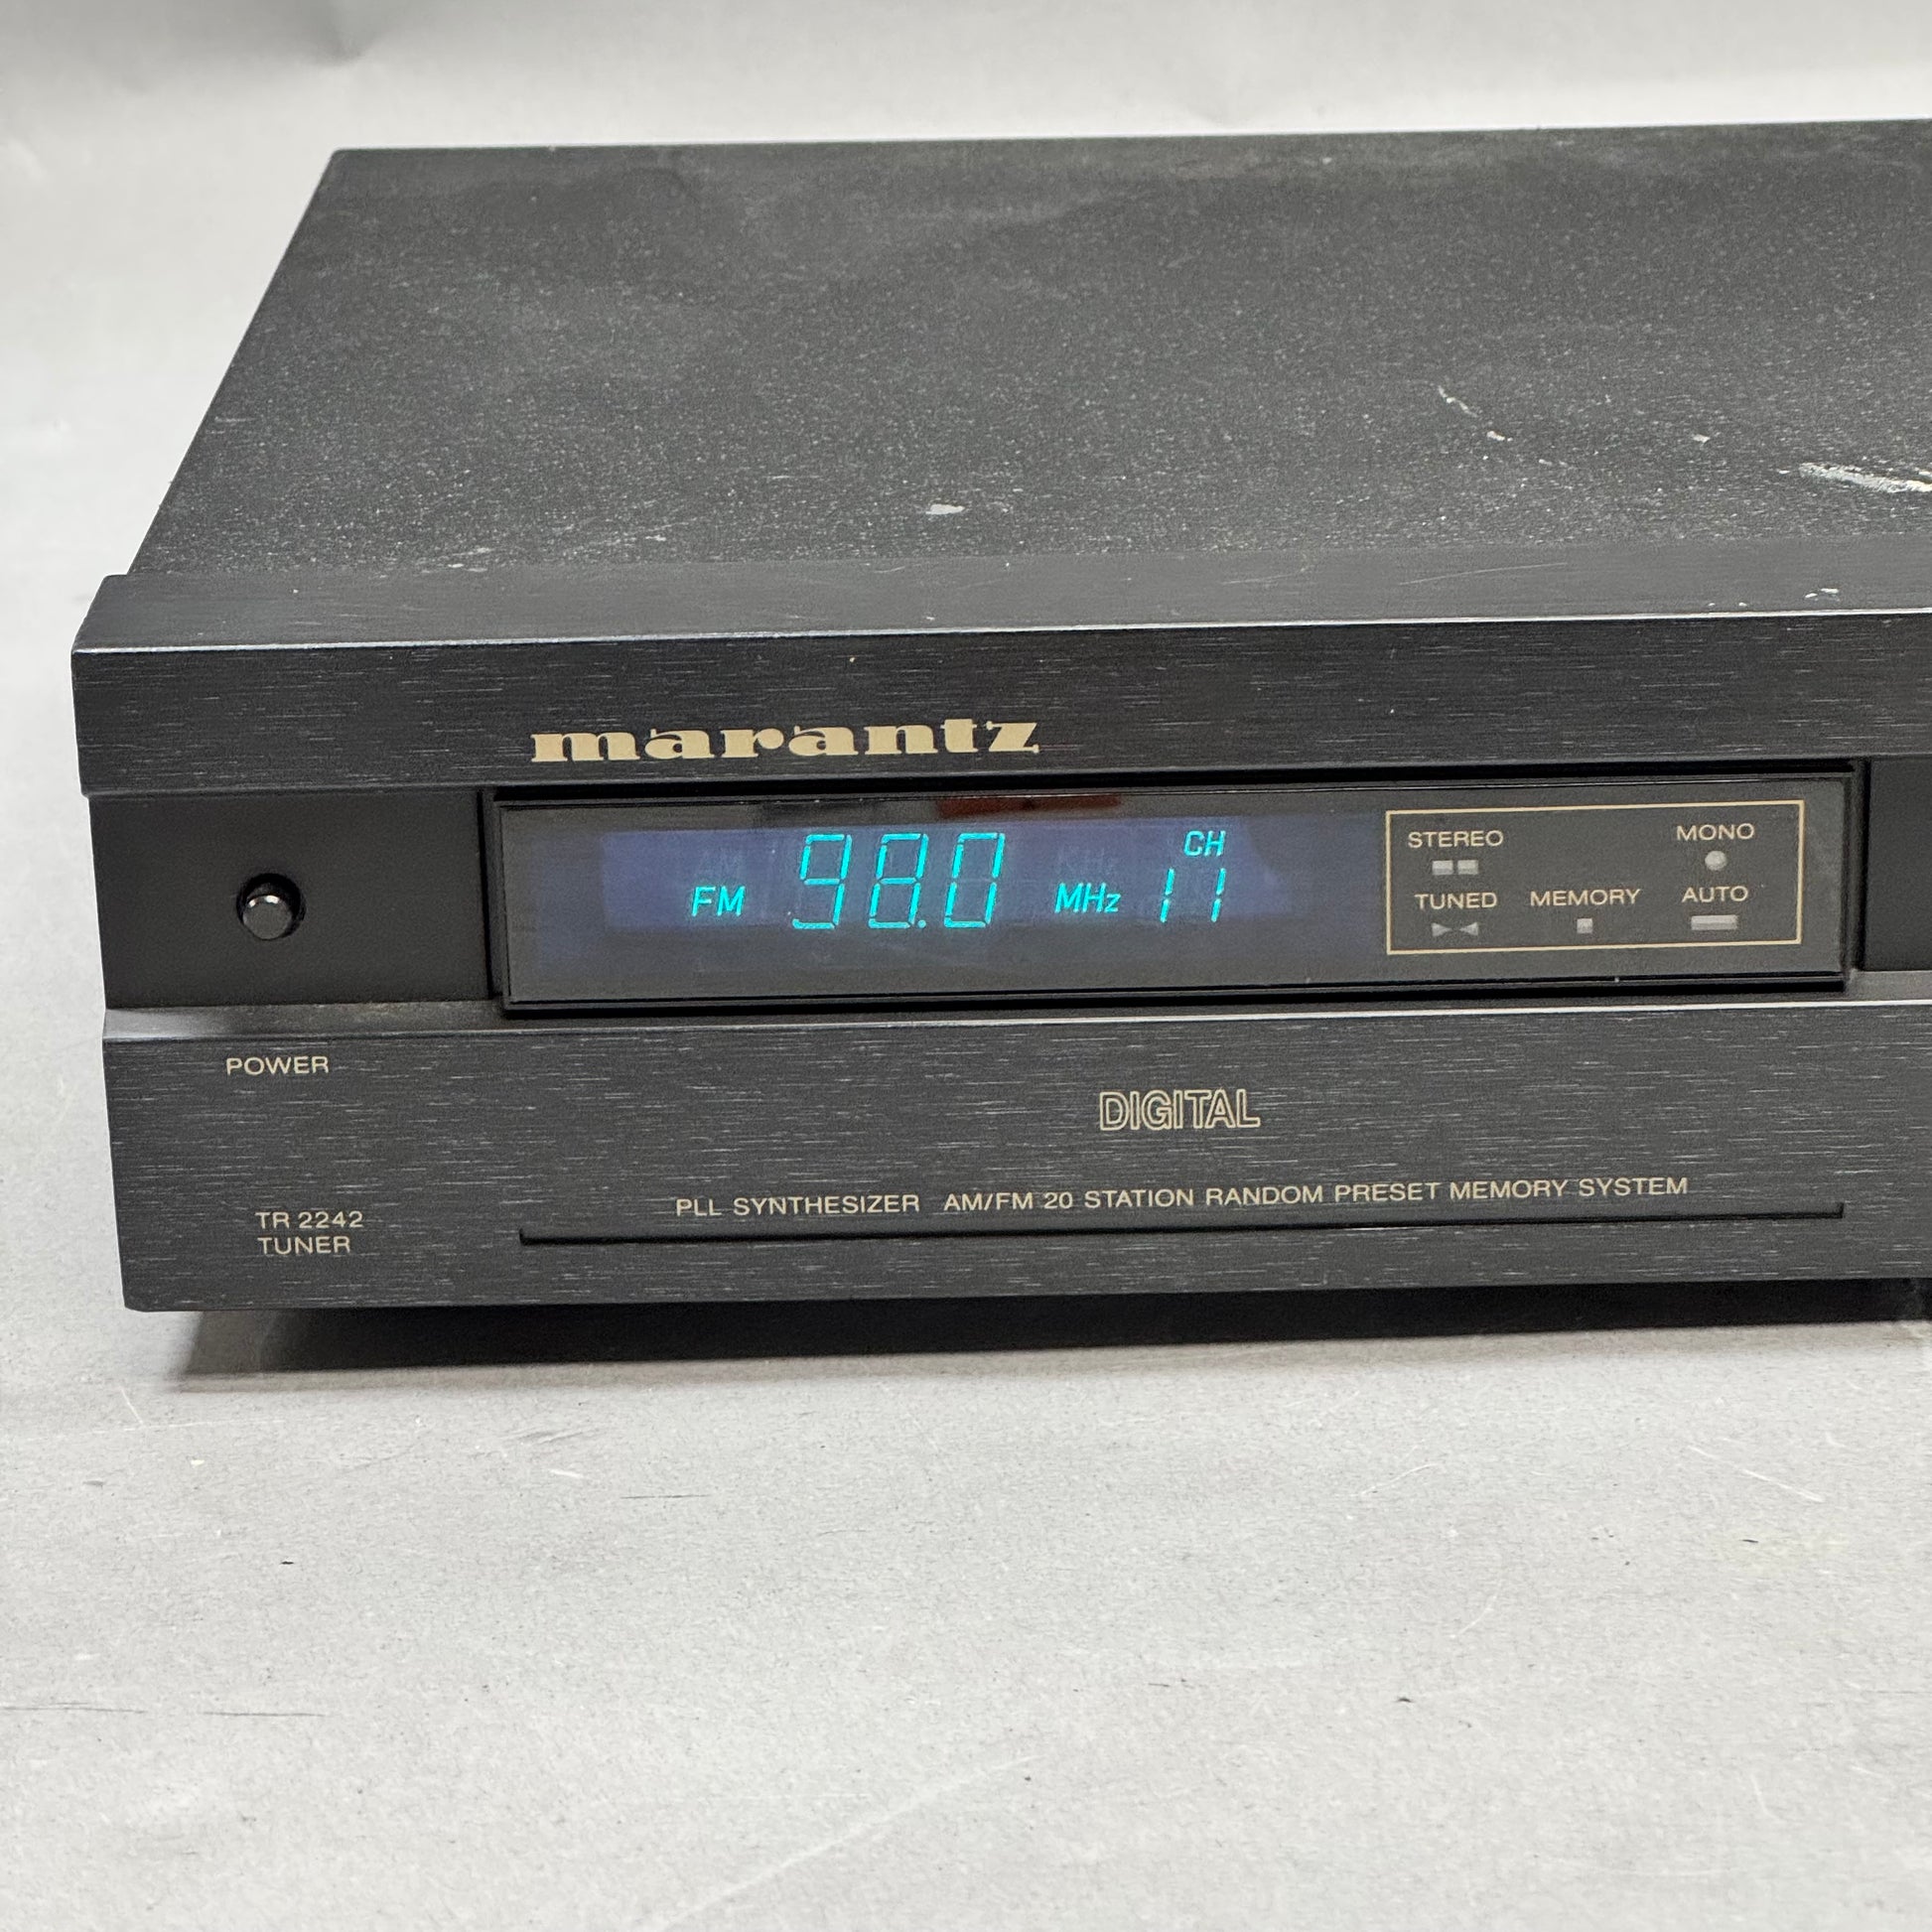 marantz
FM 98.0 MHz CH 11
STEREO MONO
TUNED MEMORY AUTO
POWER
DIGITAL
PLL SYNTHESIZER AM/FM 20 STATION RANDOM PRESET MEMORY SYSTEM
TR 2242
TUNER